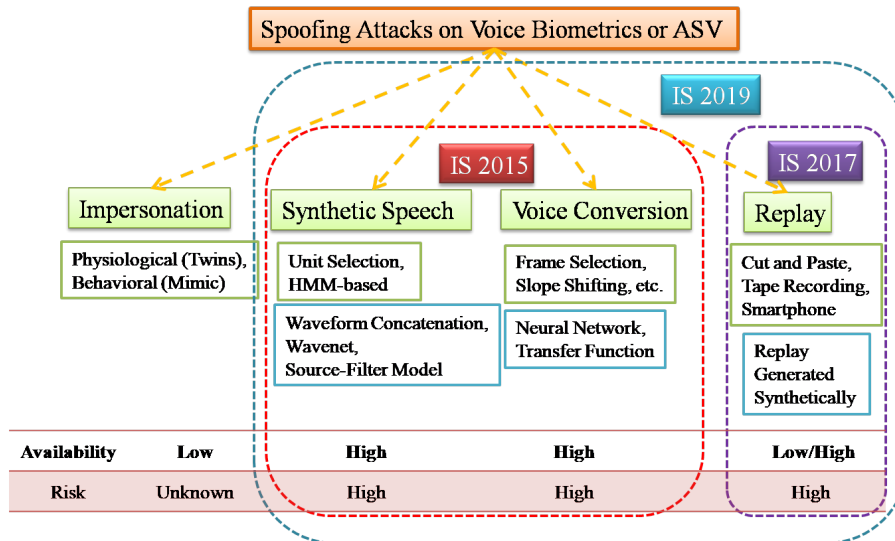 Spoofing Attacks on Voice Biometrics or ASV
IS 2019
IS 2015
IS 2017
Impersonation
Synthetic Speech
Voice Conversion
Replay
Physiological (Twins),
Behavioral (Mimic)
Unit Selection,
HMM-based
Waveform Concatenation,
Wavenet,
Source-Filter Model
Frame Selection,
Slope Shifting, etc.
Neural Network,
Transfer Function
Cut and Paste,
Tape Recording,
Smartphone
Replay
Generated
Synthetically
Availability Low High High Low/High
Risk Unknown High High High